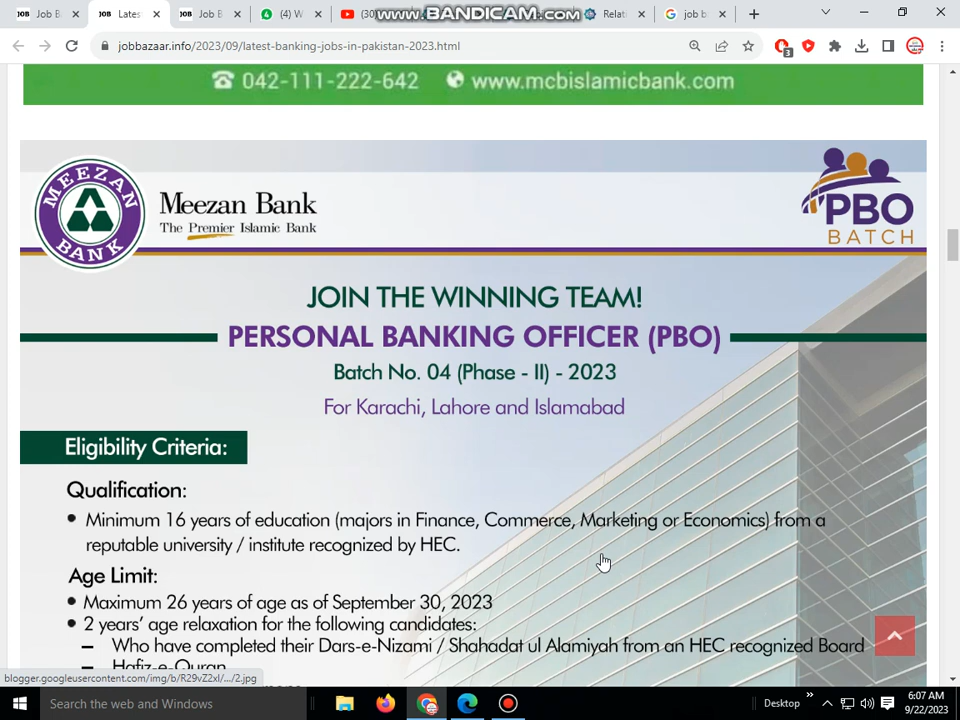 JOB B
Lates
JOB B
(4) W
(30)
www.BANDICAM.com
Relati
job b
jobbazaar.info/2023/09/latest-banking-jobs-in-pakistan-2023.html
3
042-111-222-642 www.mcbislamicbank.com
MEEZAN BANK
Meezan Bank
The Premier Islamic Bank
PBO
BATCH
JOIN THE WINNING TEAM!
PERSONAL BANKING OFFICER (PBO)
Batch No. 04 (Phase - II) - 2023
For Karachi, Lahore and Islamabad
Eligibility Criteria:
Qualification:
• Minimum 16 years of education (majors in Finance, Commerce, Marketing or Economics) from a
reputable university / institute recognized by HEC.
Age Limit:
• Maximum 26 years of age as of September 30, 2023
• 2 years' age relaxation for the following candidates:
– Who have completed their Dars-e-Nizami / Shahadat ul Alamiyah from an HEC recognized Board
– Hafiz-e-Quran
blogger.googleusercontent.com/img/b/R29vZ2xl/.../2.jpg
Search the web and Windows
Desktop
6:07 AM
9/22/2023